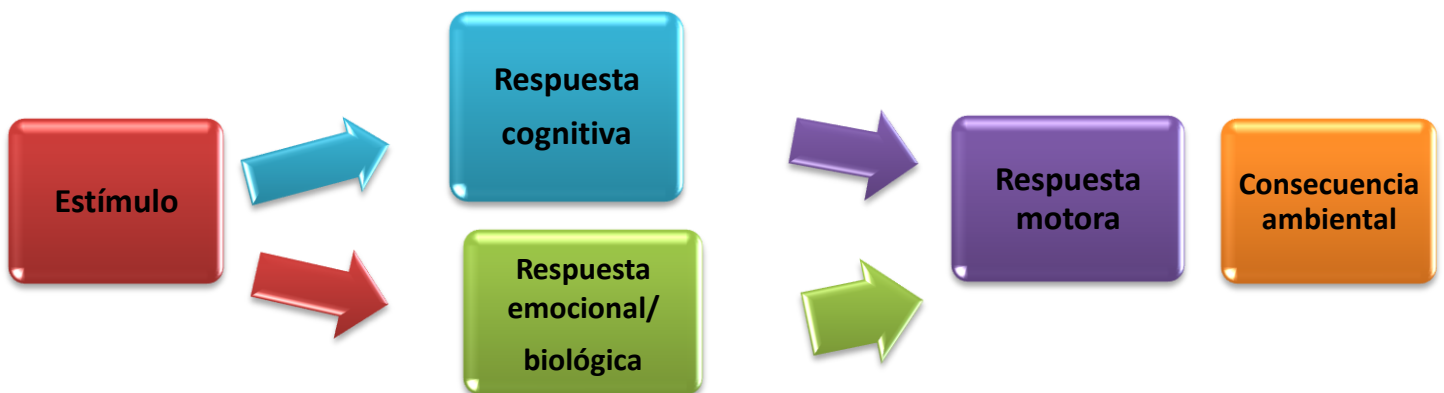 Estímulo
Respuesta
cognitiva
Respuesta
emocional/
biológica
Respuesta
motora
Consecuencia
ambiental